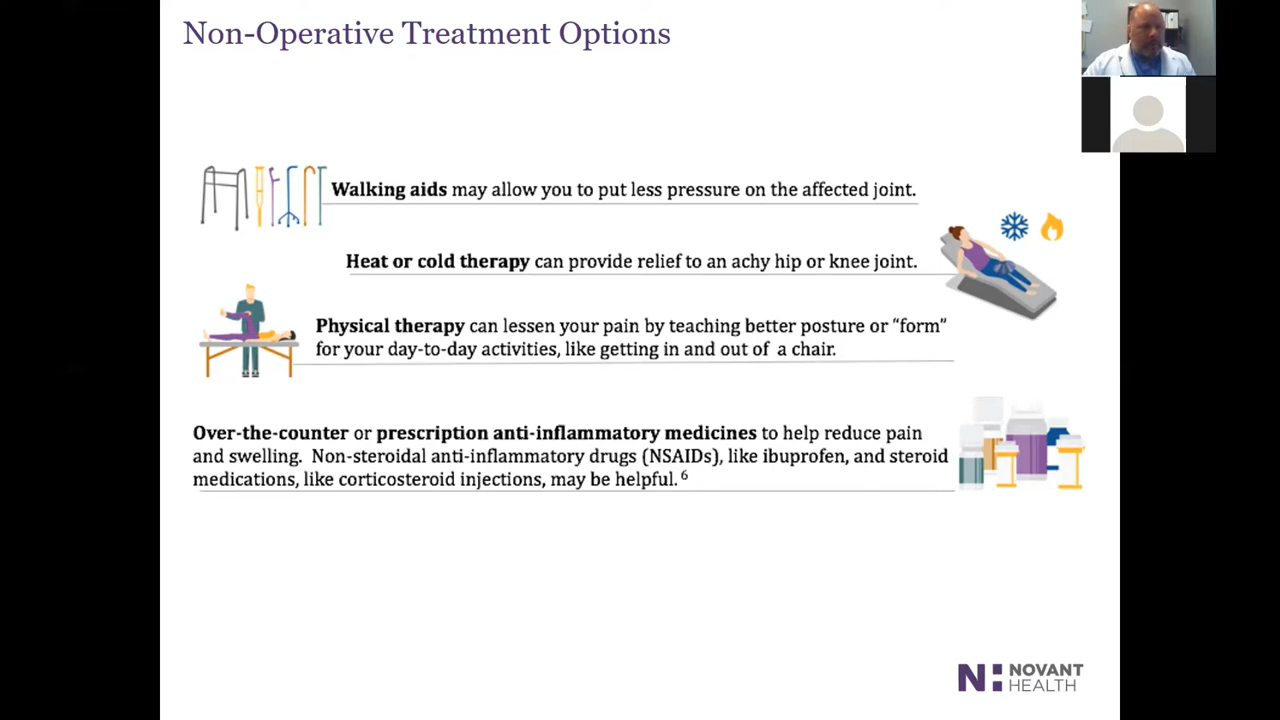 Non-Operative Treatment Options
Walking aids may allow you to put less pressure on the affected joint.
Heat or cold therapy can provide relief to an achy hip or knee joint.
Physical therapy can lessen your pain by teaching better posture or “form”
for your day-to-day activities, like getting in and out of a chair.
Over-the-counter or prescription anti-inflammatory medicines to help reduce pain
and swelling. Non-steroidal anti-inflammatory drugs (NSAIDs), like ibuprofen, and steroid
medications, like corticosteroid injections, may be helpful. 6
NOVANT
HEALTH